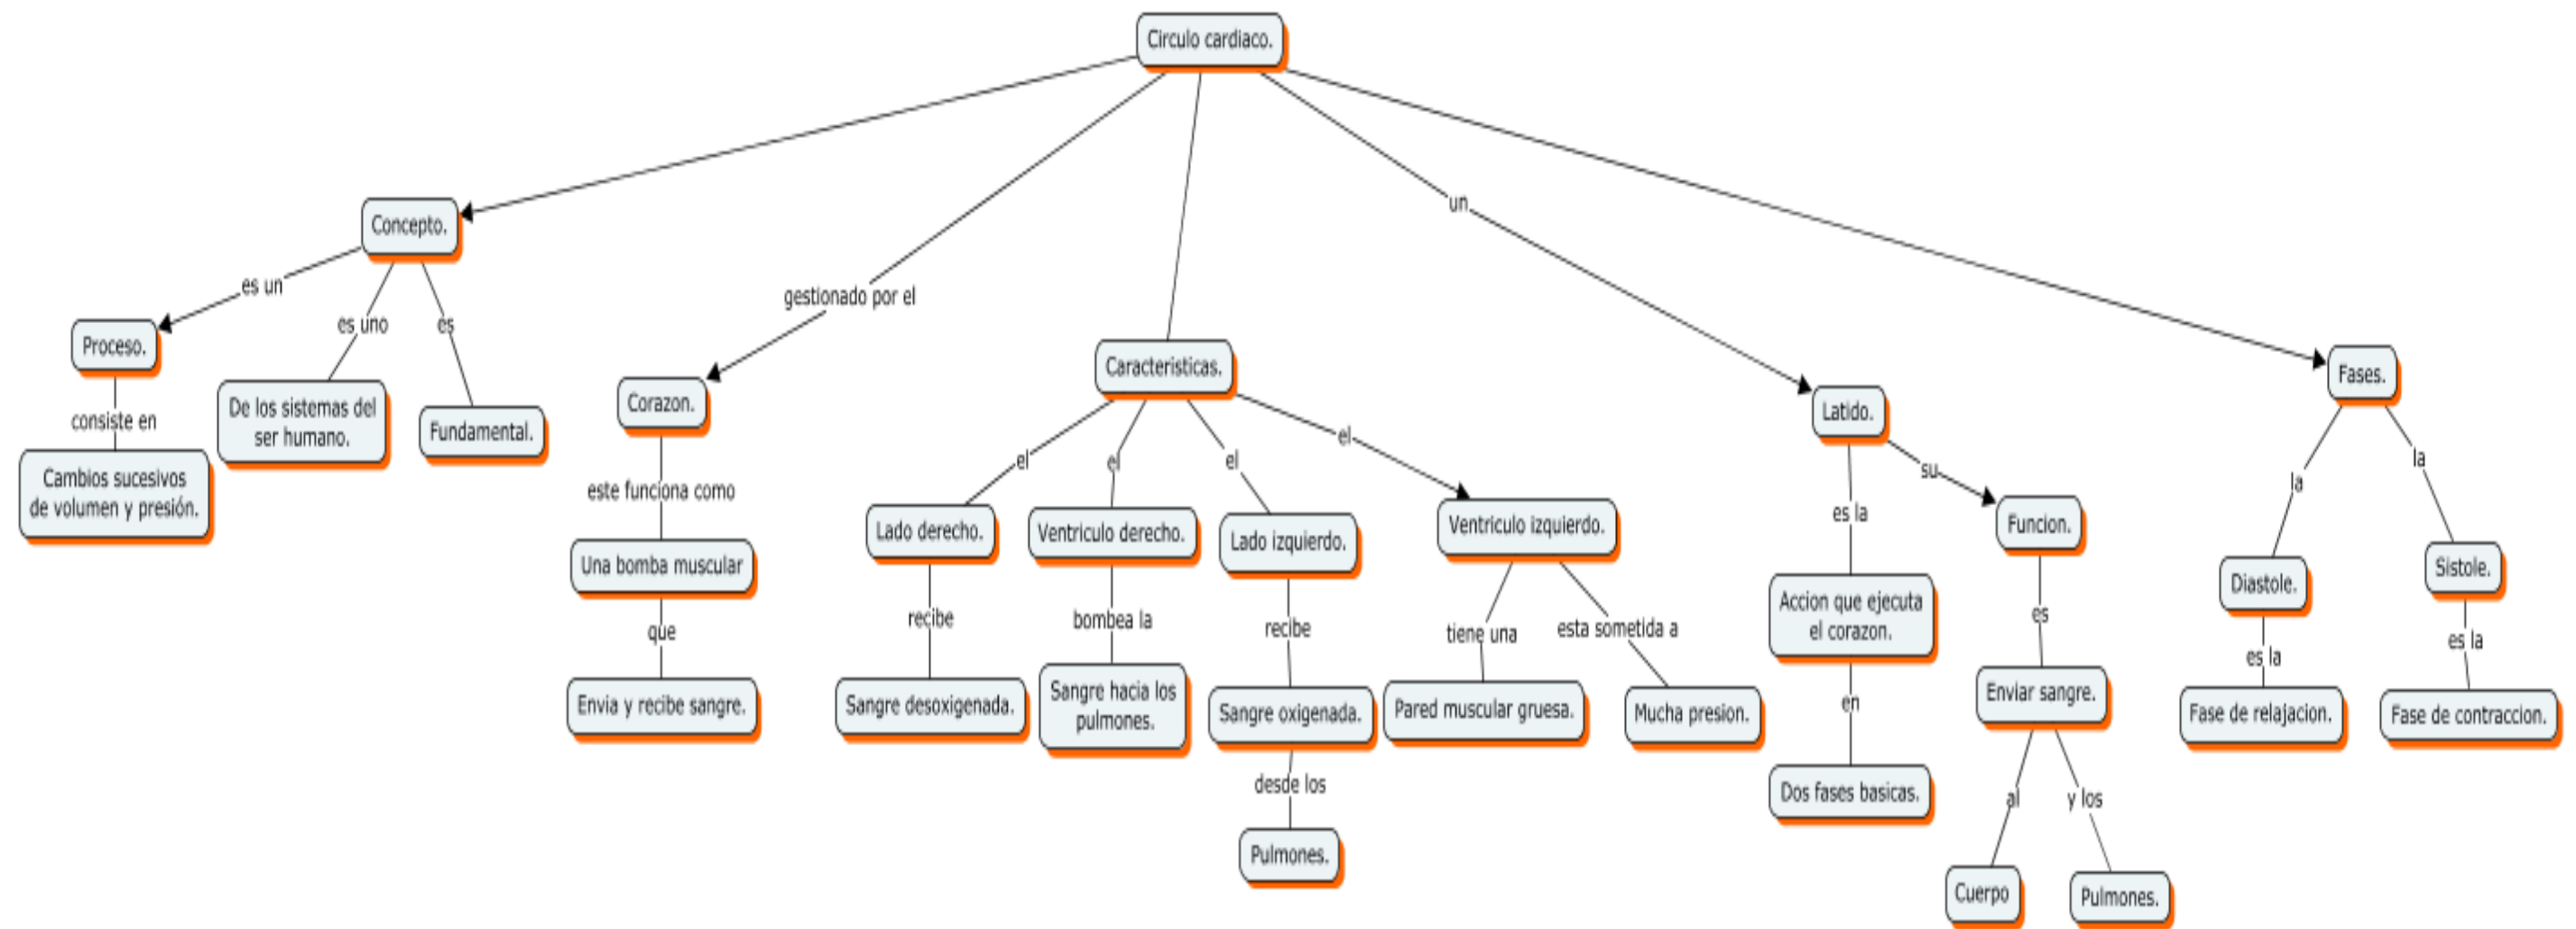 Circulo cardiaco.
un
Concepto.
es un
gestionado por el
es uno
es
Proceso.
Caracteristicas.
Fases.
Corazon.
Latido.
De los sistemas del
ser humano.
Fundamental.
consiste en
Cambios sucesivos
de volumen y presión.
el
el
el
el
su
la
la
este funciona como
es la
Lado derecho.
Ventriculo derecho.
Lado izquierdo.
Ventriculo izquierdo.
Funcion.
Una bomba muscular
Diastole.
Sistole.
Accion que ejecuta
el corazon.
que
recibe
bombea la
recibe
tiene una
esta sometida a
es
es la
es la
Envia y recibe sangre.
Sangre desoxigenada.
Sangre hacia los
pulmones.
Sangre oxigenada.
Pared muscular gruesa.
Mucha presion.
en
Enviar sangre.
Fase de relajacion.
Fase de contraccion.
desde los
Dos fases basicas.
al
y los
Pulmones.
Cuerpo
Pulmones.